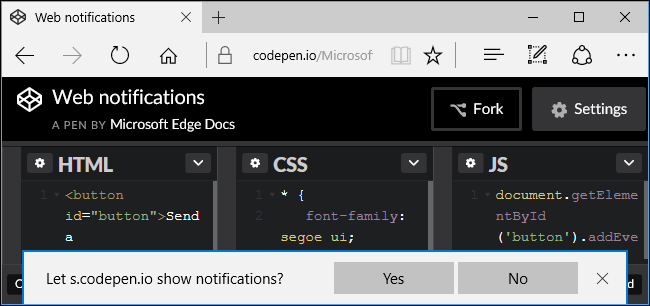 Web notifications
codepen.io/Microsof
Web notifications
A PEN BY Microsoft Edge Docs
Fork
Settings
HTML
1 <button
id="button">Send
a
CSS
1 * {
2 font-family:
segoe ui;
JS
1 document.getEleme
ntById
('button').addEve
Let s.codepen.io show notifications?
Yes
No